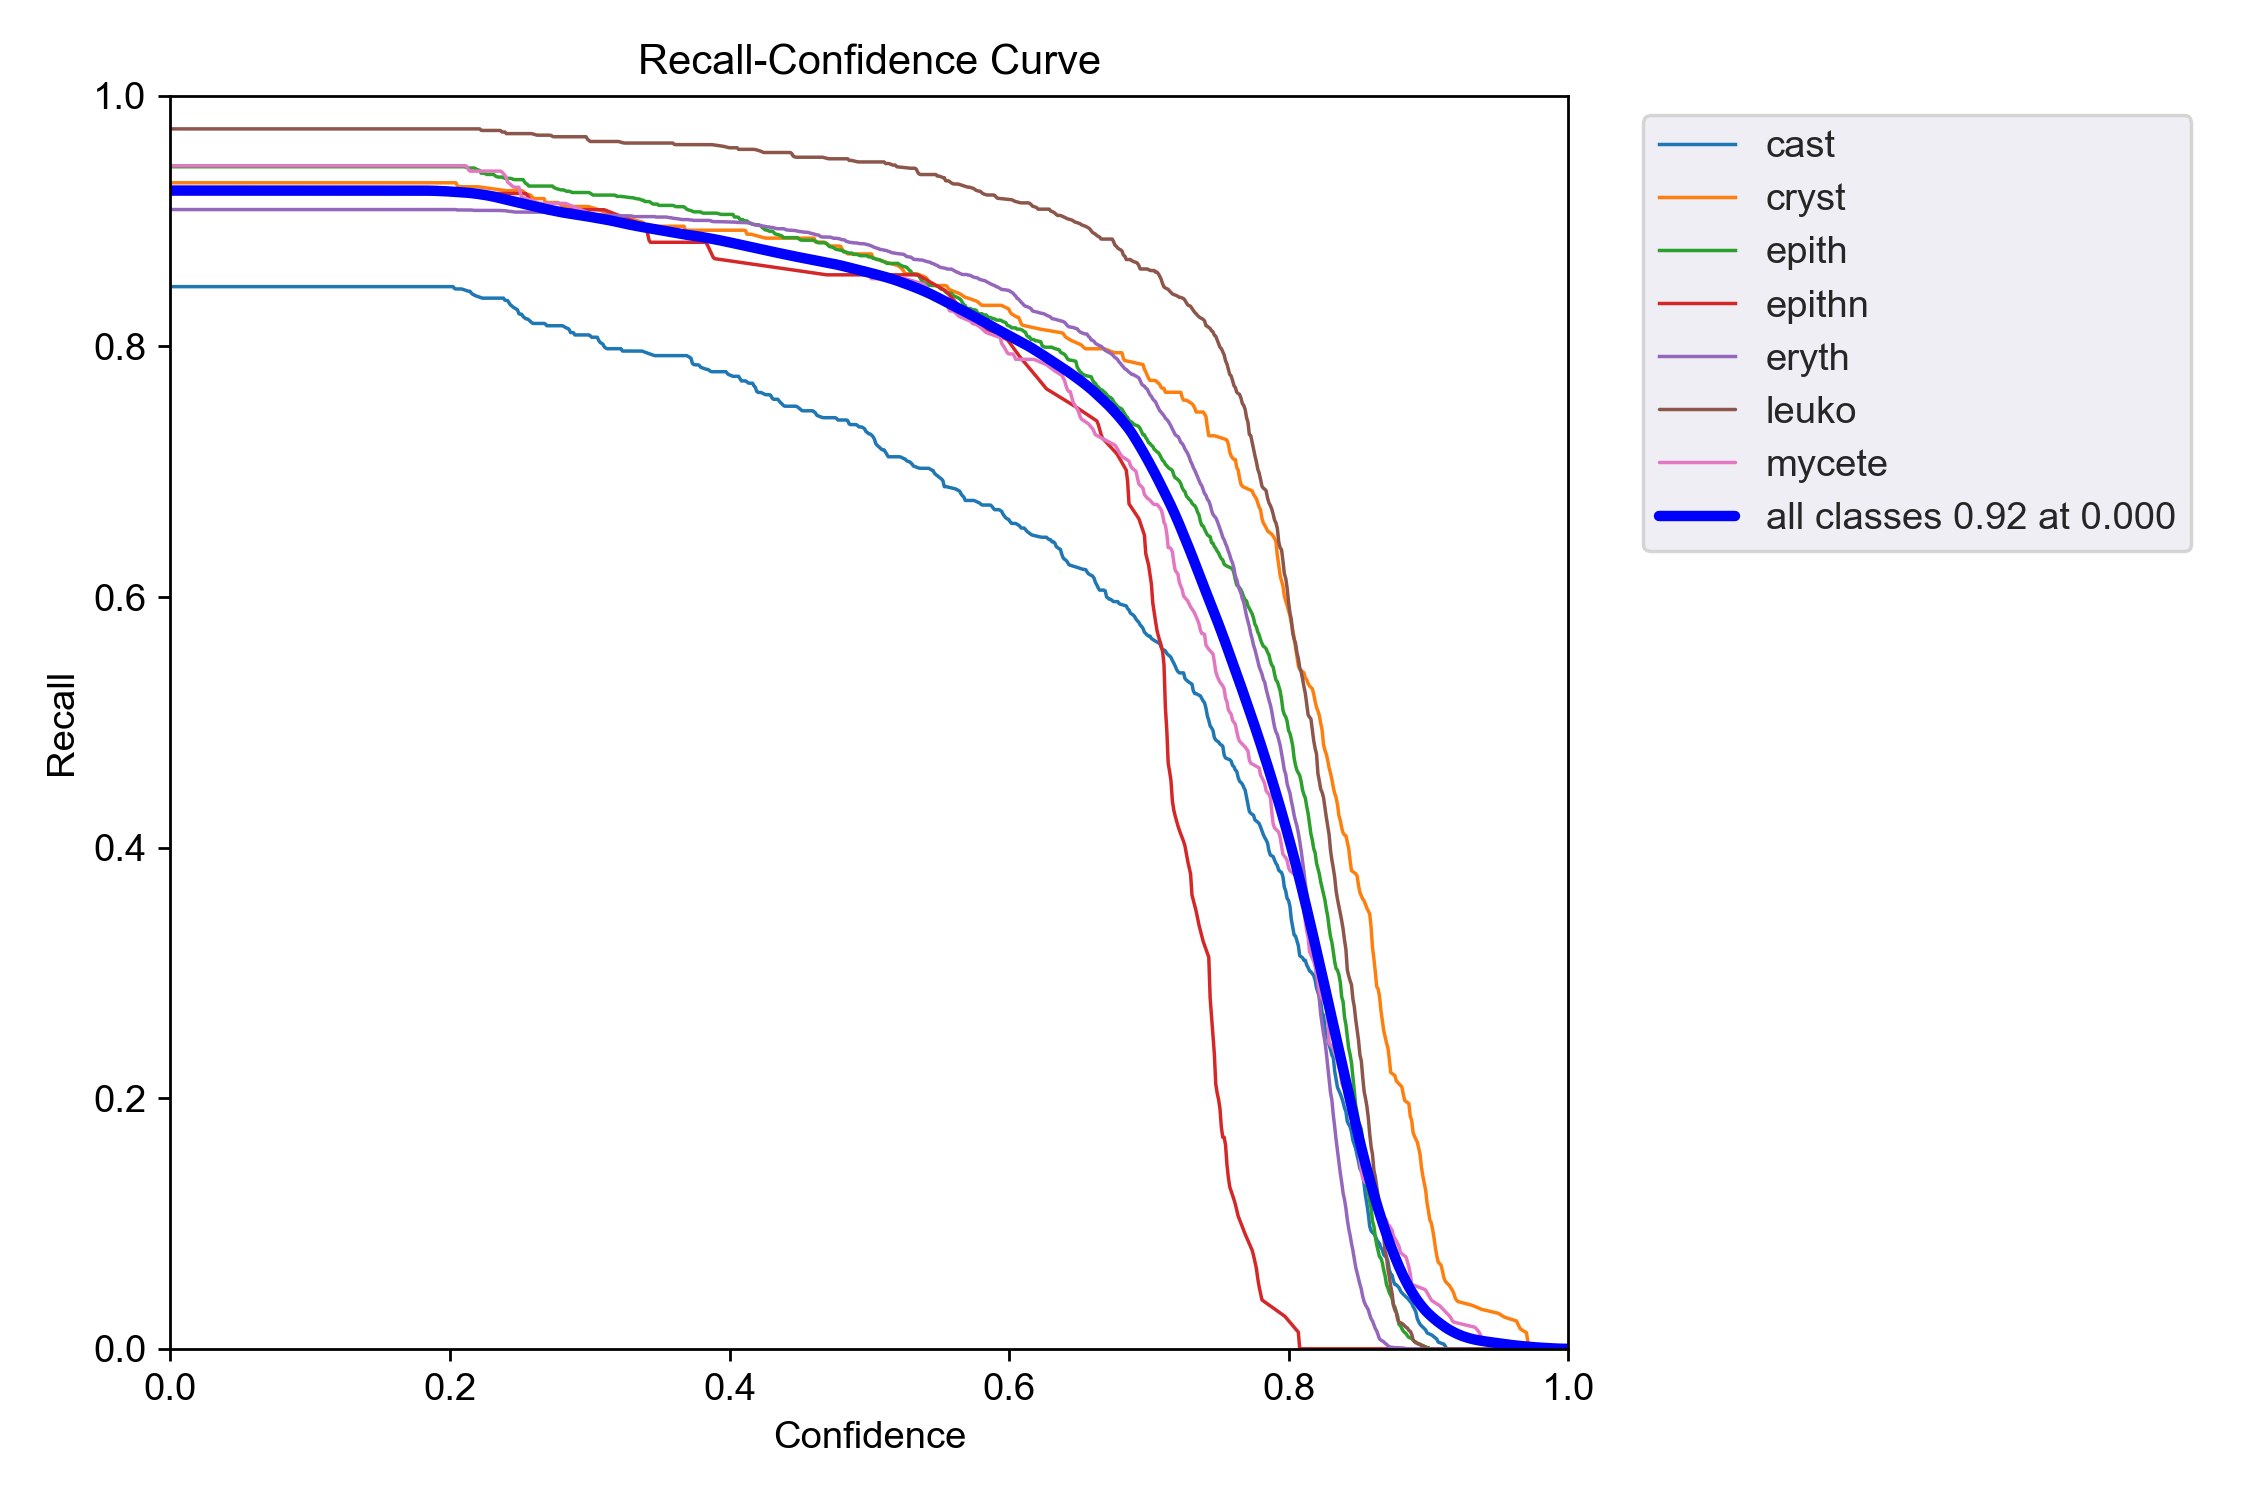 Recall-Confidence Curve
1.0
0.8
0.6
0.4
0.2
0.0
Recall
0.0 0.2 0.4 0.6 0.8 1.0
Confidence
cast
cryst
epith
epithn
eryth
leuko
mycete
all classes 0.92 at 0.000